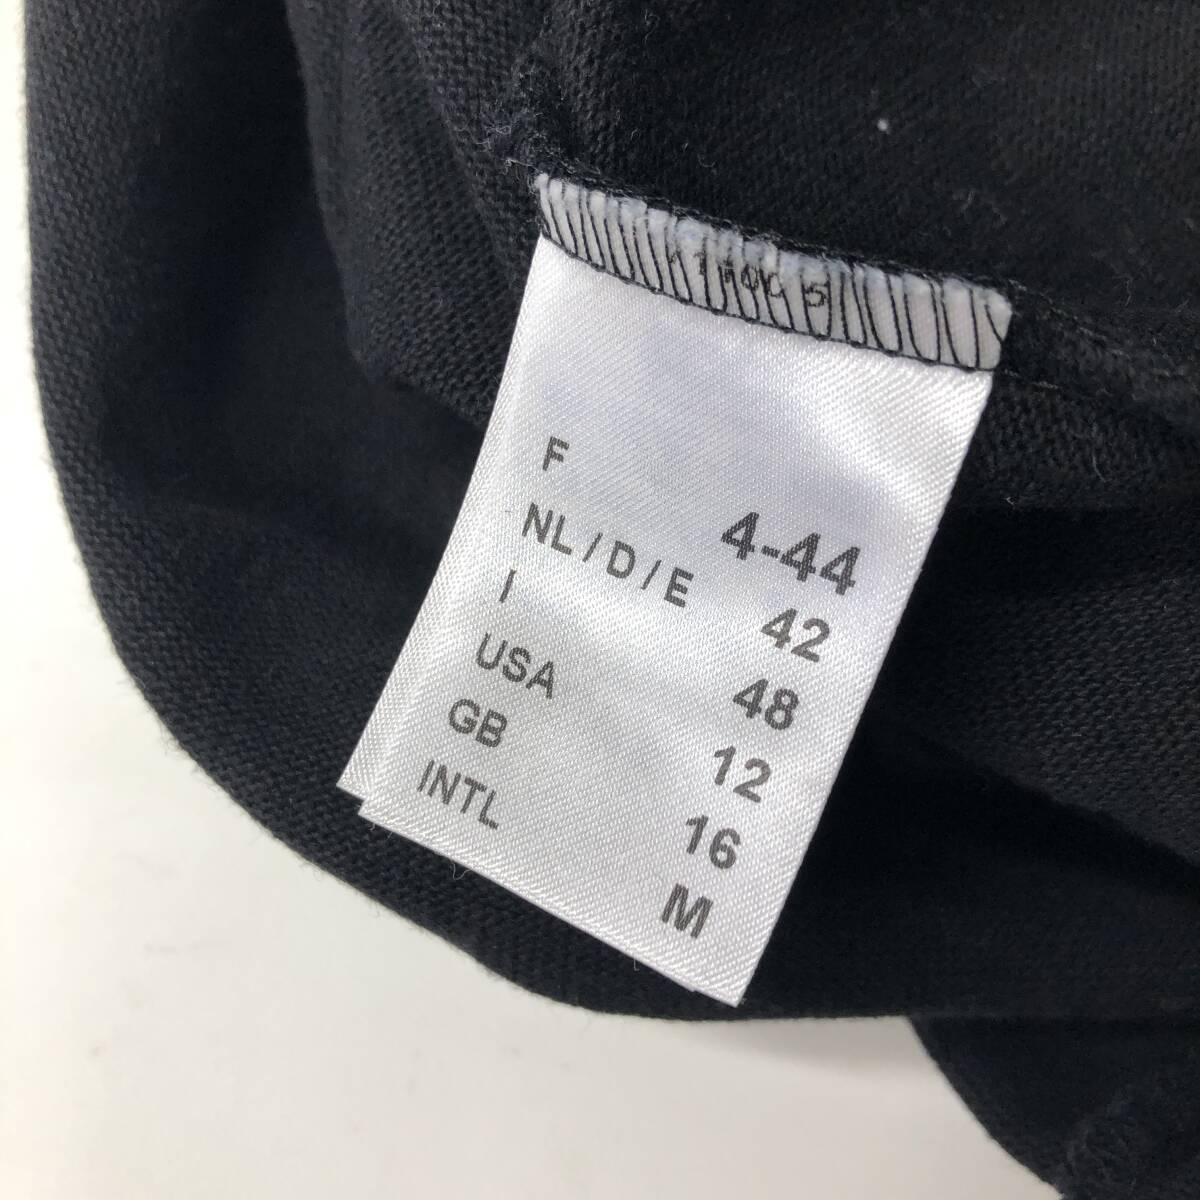 F 4-44
NL / D / E 42
I 48
USA 12
GB 16
INTL M